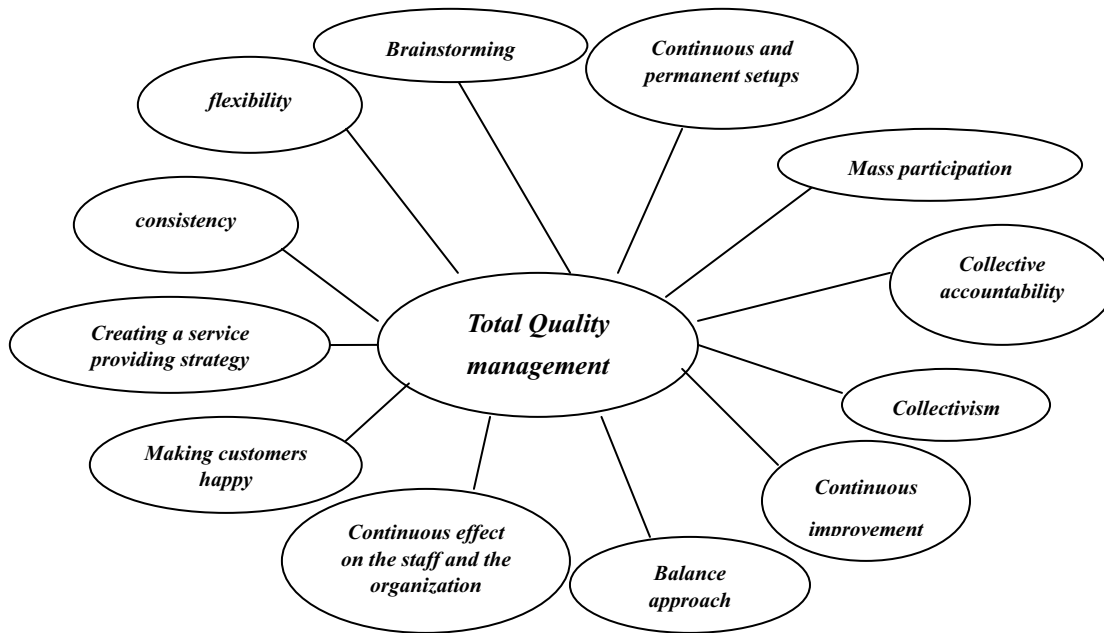 Brainstorming
Continuous and
permanent setups
flexibility
Mass participation
consistency
Collective
accountability
Total Quality
management
Creating a service
providing strategy
Collectivism
Making customers
happy
Continuous
improvement
Continuous effect
on the staff and the
organization
Balance
approach